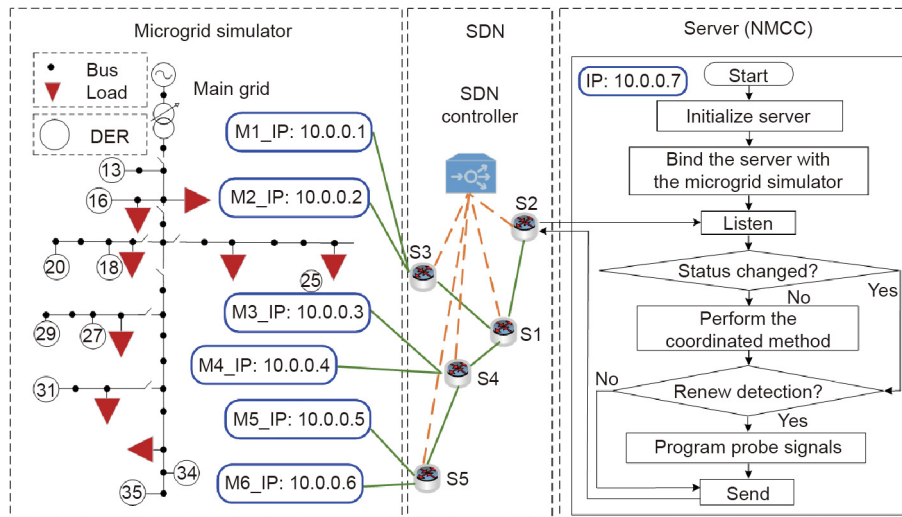 Microgrid simulator
Bus
Load
DER
Main grid
13
16
20
18
25
29
27
31
34
35
M1_IP: 10.0.0.1
M2_IP: 10.0.0.2
M3_IP: 10.0.0.3
M4_IP: 10.0.0.4
M5_IP: 10.0.0.5
M6_IP: 10.0.0.6
SDN
SDN
controller
S2
S3
S1
S4
S5
Server (NMCC)
IP: 10.0.0.7
Start
Initialize server
Bind the server with
the microgrid simulator
Listen
Status changed?
Yes
No
Perform the
coordinated method
No
Renew detection?
Yes
Program probe signals
Send